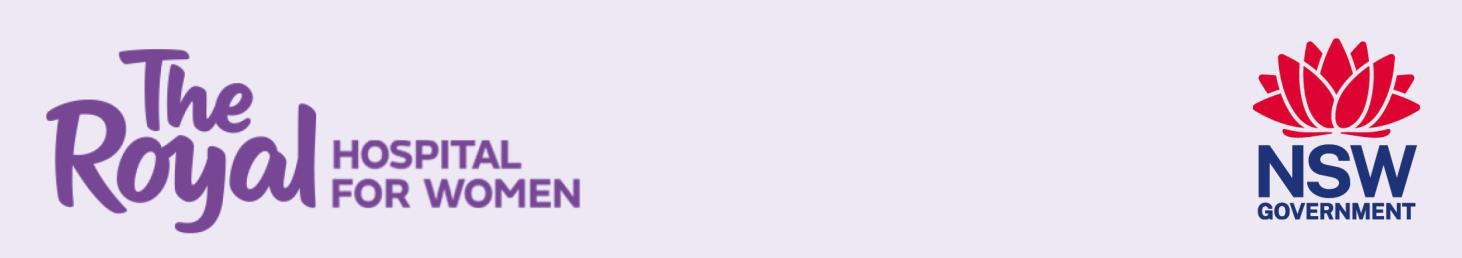 The
Royal
HOSPITAL
FOR WOMEN
NSW
GOVERNMENT